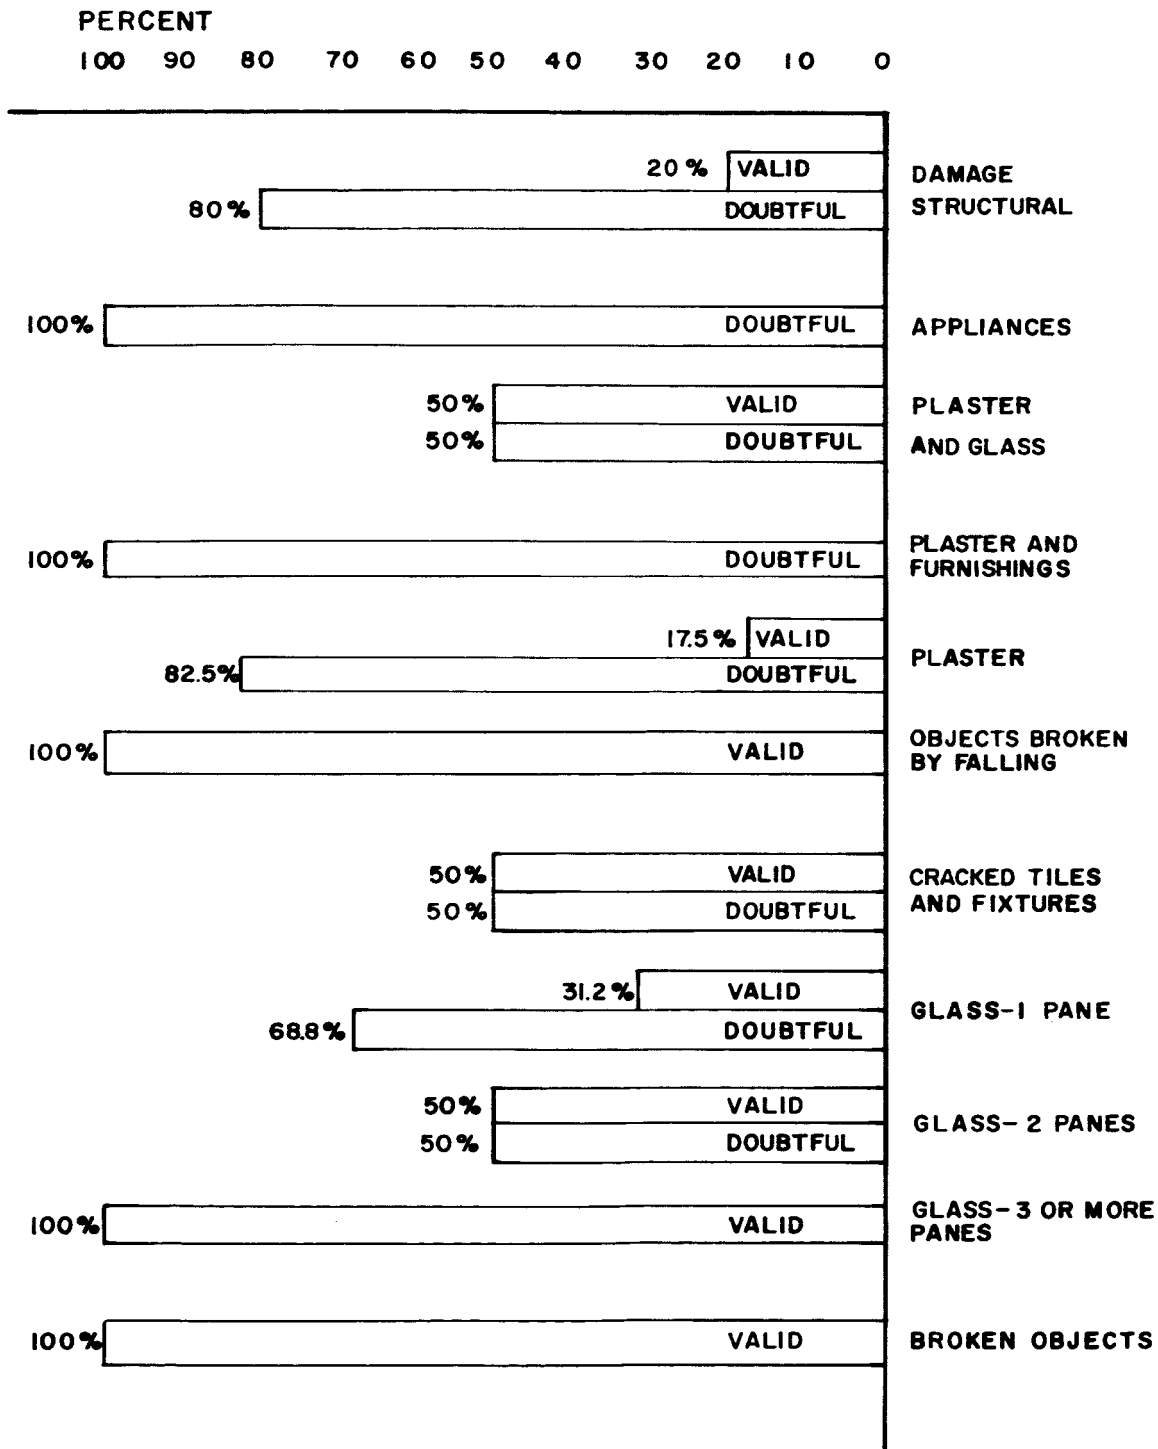 PERCENT
100 90 80 70 60 50 40 30 20 10 0
20% VALID
80% DOUBTFUL
DAMAGE
STRUCTURAL
100% DOUBTFUL APPLIANCES
50% VALID PLASTER
50% DOUBTFUL AND GLASS
100% DOUBTFUL
PLASTER AND
FURNISHINGS
17.5% VALID
82.5% DOUBTFUL
PLASTER
100% VALID
OBJECTS BROKEN
BY FALLING
50% VALID CRACKED TILES
50% DOUBTFUL AND FIXTURES
31.2% VALID
68.8% DOUBTFUL
GLASS-1 PANE
50% VALID
50% DOUBTFUL
GLASS-2 PANES
100% VALID
GLASS-3 OR MORE
PANES
100% VALID BROKEN OBJECTS